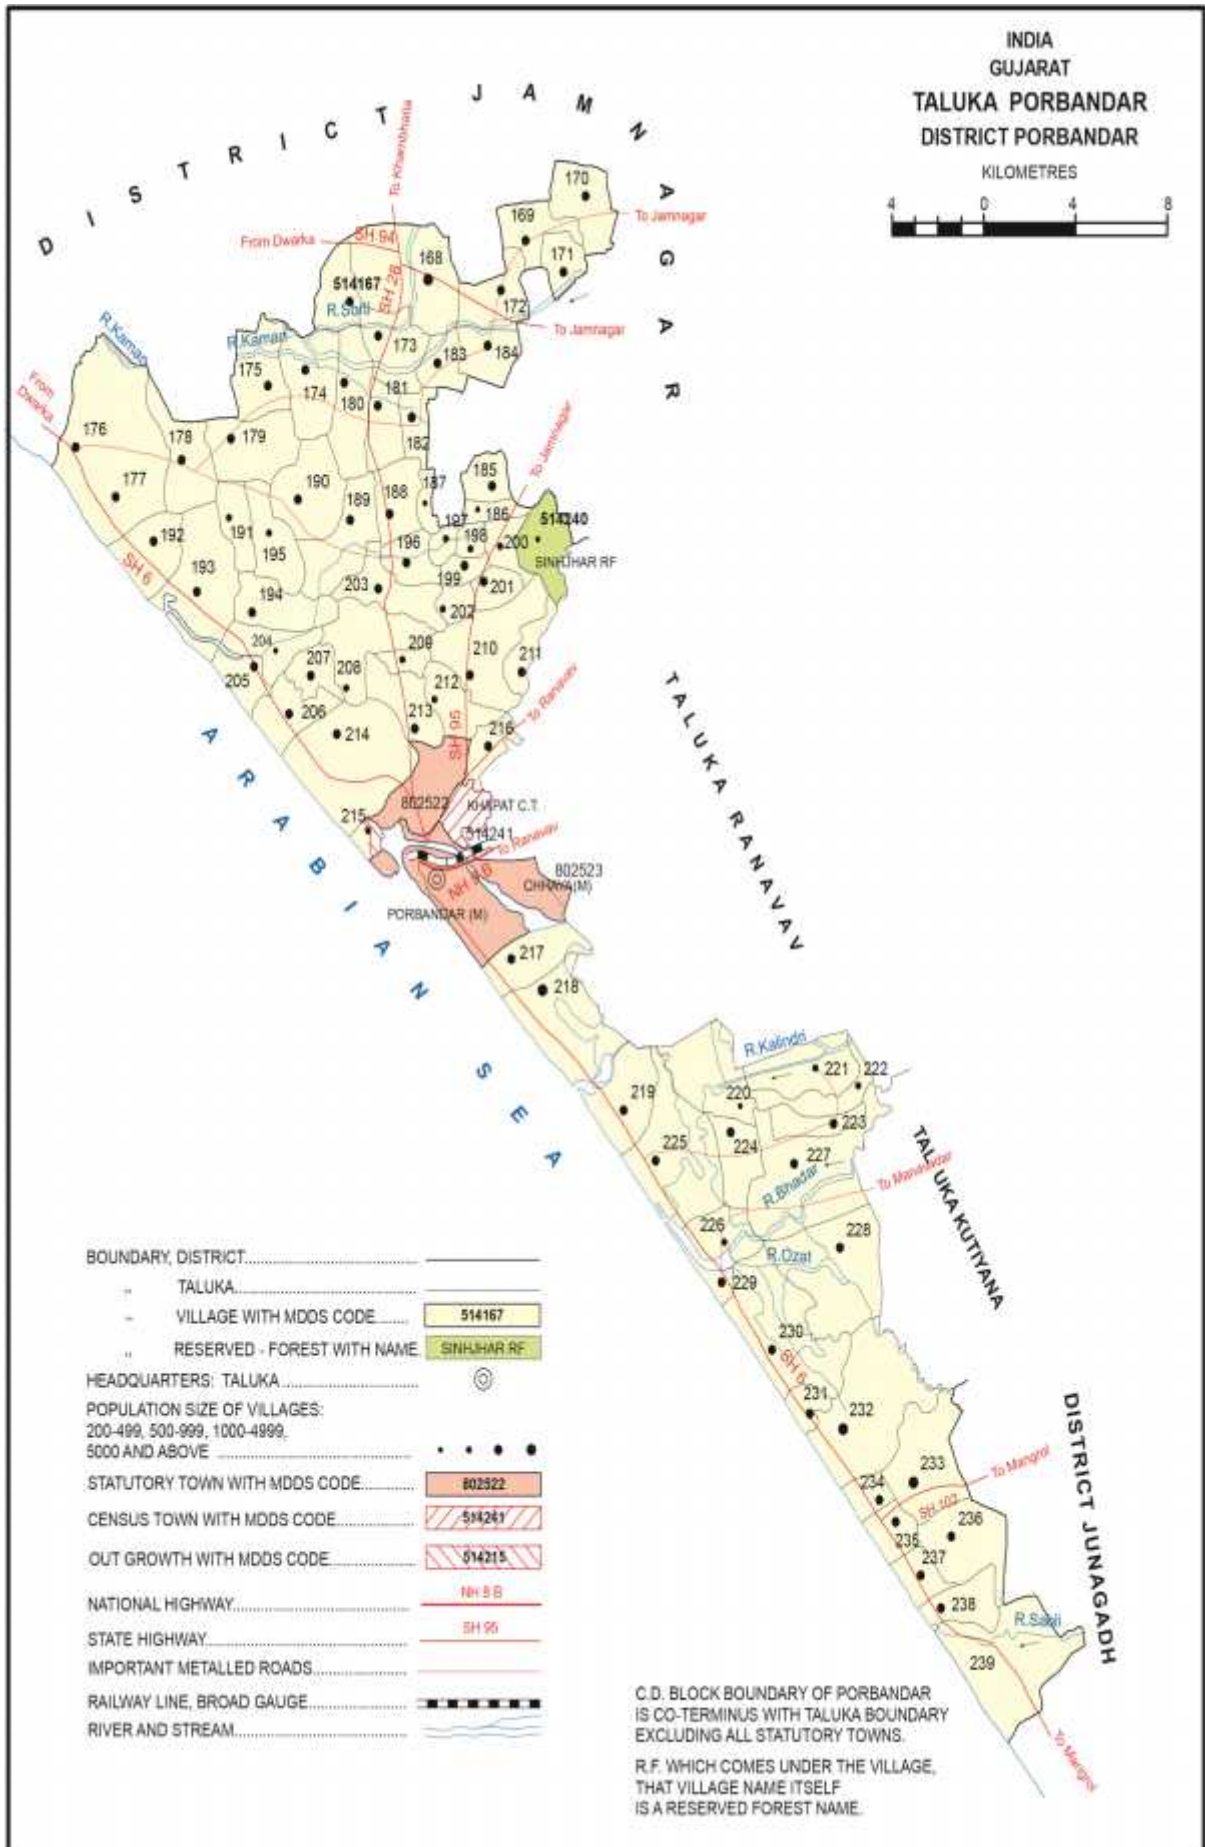 INDIA
GUJARAT
TALUKA PORBANDAR
DISTRICT PORBANDAR
KILOMETRES
4 0 4 8
DISTRICT JAMNAGAR
To Khambhalia
170
169
To Jamnagar
From Dwarka
SH 94
168
171
514167
SH 26
172
R.Sorti
To Jamnagar
R.Kamari
R.Kamari
173
183
184
175
174
180
181
From Dwarka
176
178
179
182
To Jamnagar
185
177
190
187
189
188
186
514240
192
191
195
197
198
200
196
SINHJHAR RF
SH 6
193
199
201
203
194
202
204
209
210
211
205
207
208
212
206
213
To Ranavav
214
SH 95
216
TALUKA RANAVAV
ARABIAN SEA
802522
KHAPAT C.T.
215
514241
To Ranavav
802523
CHHAYA(M)
NH 8 B
PORBANDAR (M)
217
218
R.Kalindri
221
222
219
220
223
224
225
227
R.Bhadar
To Manavadar
TALUKA KUTIYANA
226
228
R.Ozat
229
230
SH 6
231
232
233
To Mangrol
234
SH 102
235
236
237
238
R.Sabli
239
To Mangrol
DISTRICT JUNAGADH
BOUNDARY, DISTRICT
,, TALUKA
,, VILLAGE WITH MDDS CODE 514167
,, RESERVED - FOREST WITH NAME SINHJHAR RF
HEADQUARTERS: TALUKA
POPULATION SIZE OF VILLAGES:
200-499, 500-999, 1000-4999,
5000 AND ABOVE
STATUTORY TOWN WITH MDDS CODE 802522
CENSUS TOWN WITH MDDS CODE 514241
OUT GROWTH WITH MDDS CODE 514215
NATIONAL HIGHWAY NH 8 B
STATE HIGHWAY SH 95
IMPORTANT METALLED ROADS
RAILWAY LINE, BROAD GAUGE
RIVER AND STREAM
C.D. BLOCK BOUNDARY OF PORBANDAR
IS CO-TERMINUS WITH TALUKA BOUNDARY
EXCLUDING ALL STATUTORY TOWNS.
R.F. WHICH COMES UNDER THE VILLAGE,
THAT VILLAGE NAME ITSELF
IS A RESERVED FOREST NAME.